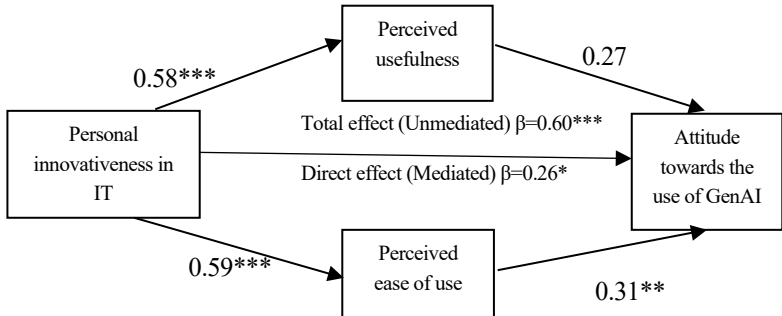 Perceived
usefulness
0.58***
0.27
Personal
innovativeness in
IT
Total effect (Unmediated) β=0.60***
Direct effect (Mediated) β=0.26*
Attitude
towards the
use of GenAI
Perceived
ease of use
0.59***
0.31**